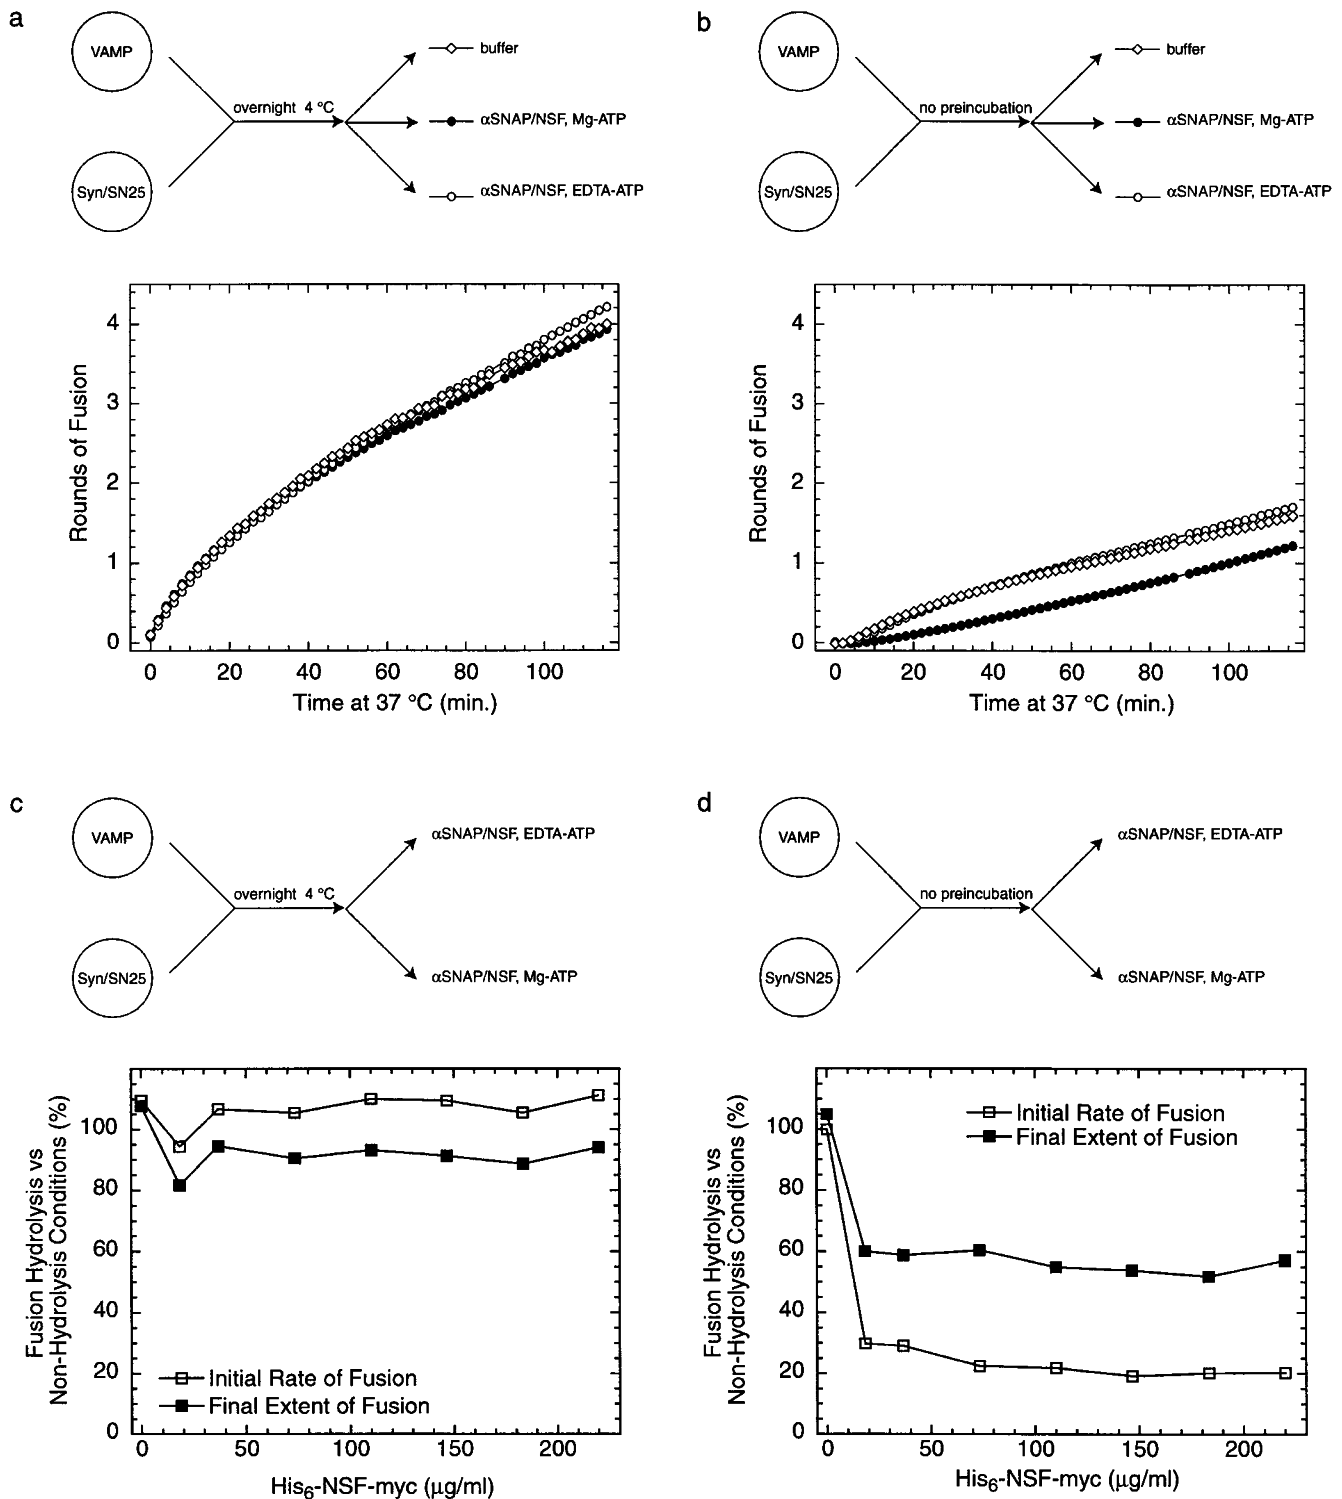 a
VAMP
Syn/SN25
overnight 4 °C
buffer
αSNAP/NSF, Mg-ATP
αSNAP/NSF, EDTA-ATP
Rounds of Fusion
4
3
2
1
0
0 20 40 60 80 100
Time at 37 °C (min.)
b
VAMP
Syn/SN25
no preincubation
buffer
αSNAP/NSF, Mg-ATP
αSNAP/NSF, EDTA-ATP
Rounds of Fusion
4
3
2
1
0
0 20 40 60 80 100
Time at 37 °C (min.)
c
VAMP
Syn/SN25
overnight 4 °C
αSNAP/NSF, EDTA-ATP
αSNAP/NSF, Mg-ATP
Fusion Hydrolysis vs
Non-Hydrolysis Conditions (%)
100
80
60
40
20
0
Initial Rate of Fusion
Final Extent of Fusion
0 50 100 150 200
His6-NSF-myc (μg/ml)
d
VAMP
Syn/SN25
no preincubation
αSNAP/NSF, EDTA-ATP
αSNAP/NSF, Mg-ATP
Fusion Hydrolysis vs
Non-Hydrolysis Conditions (%)
100
80
60
40
20
0
Initial Rate of Fusion
Final Extent of Fusion
0 50 100 150 200
His6-NSF-myc (μg/ml)